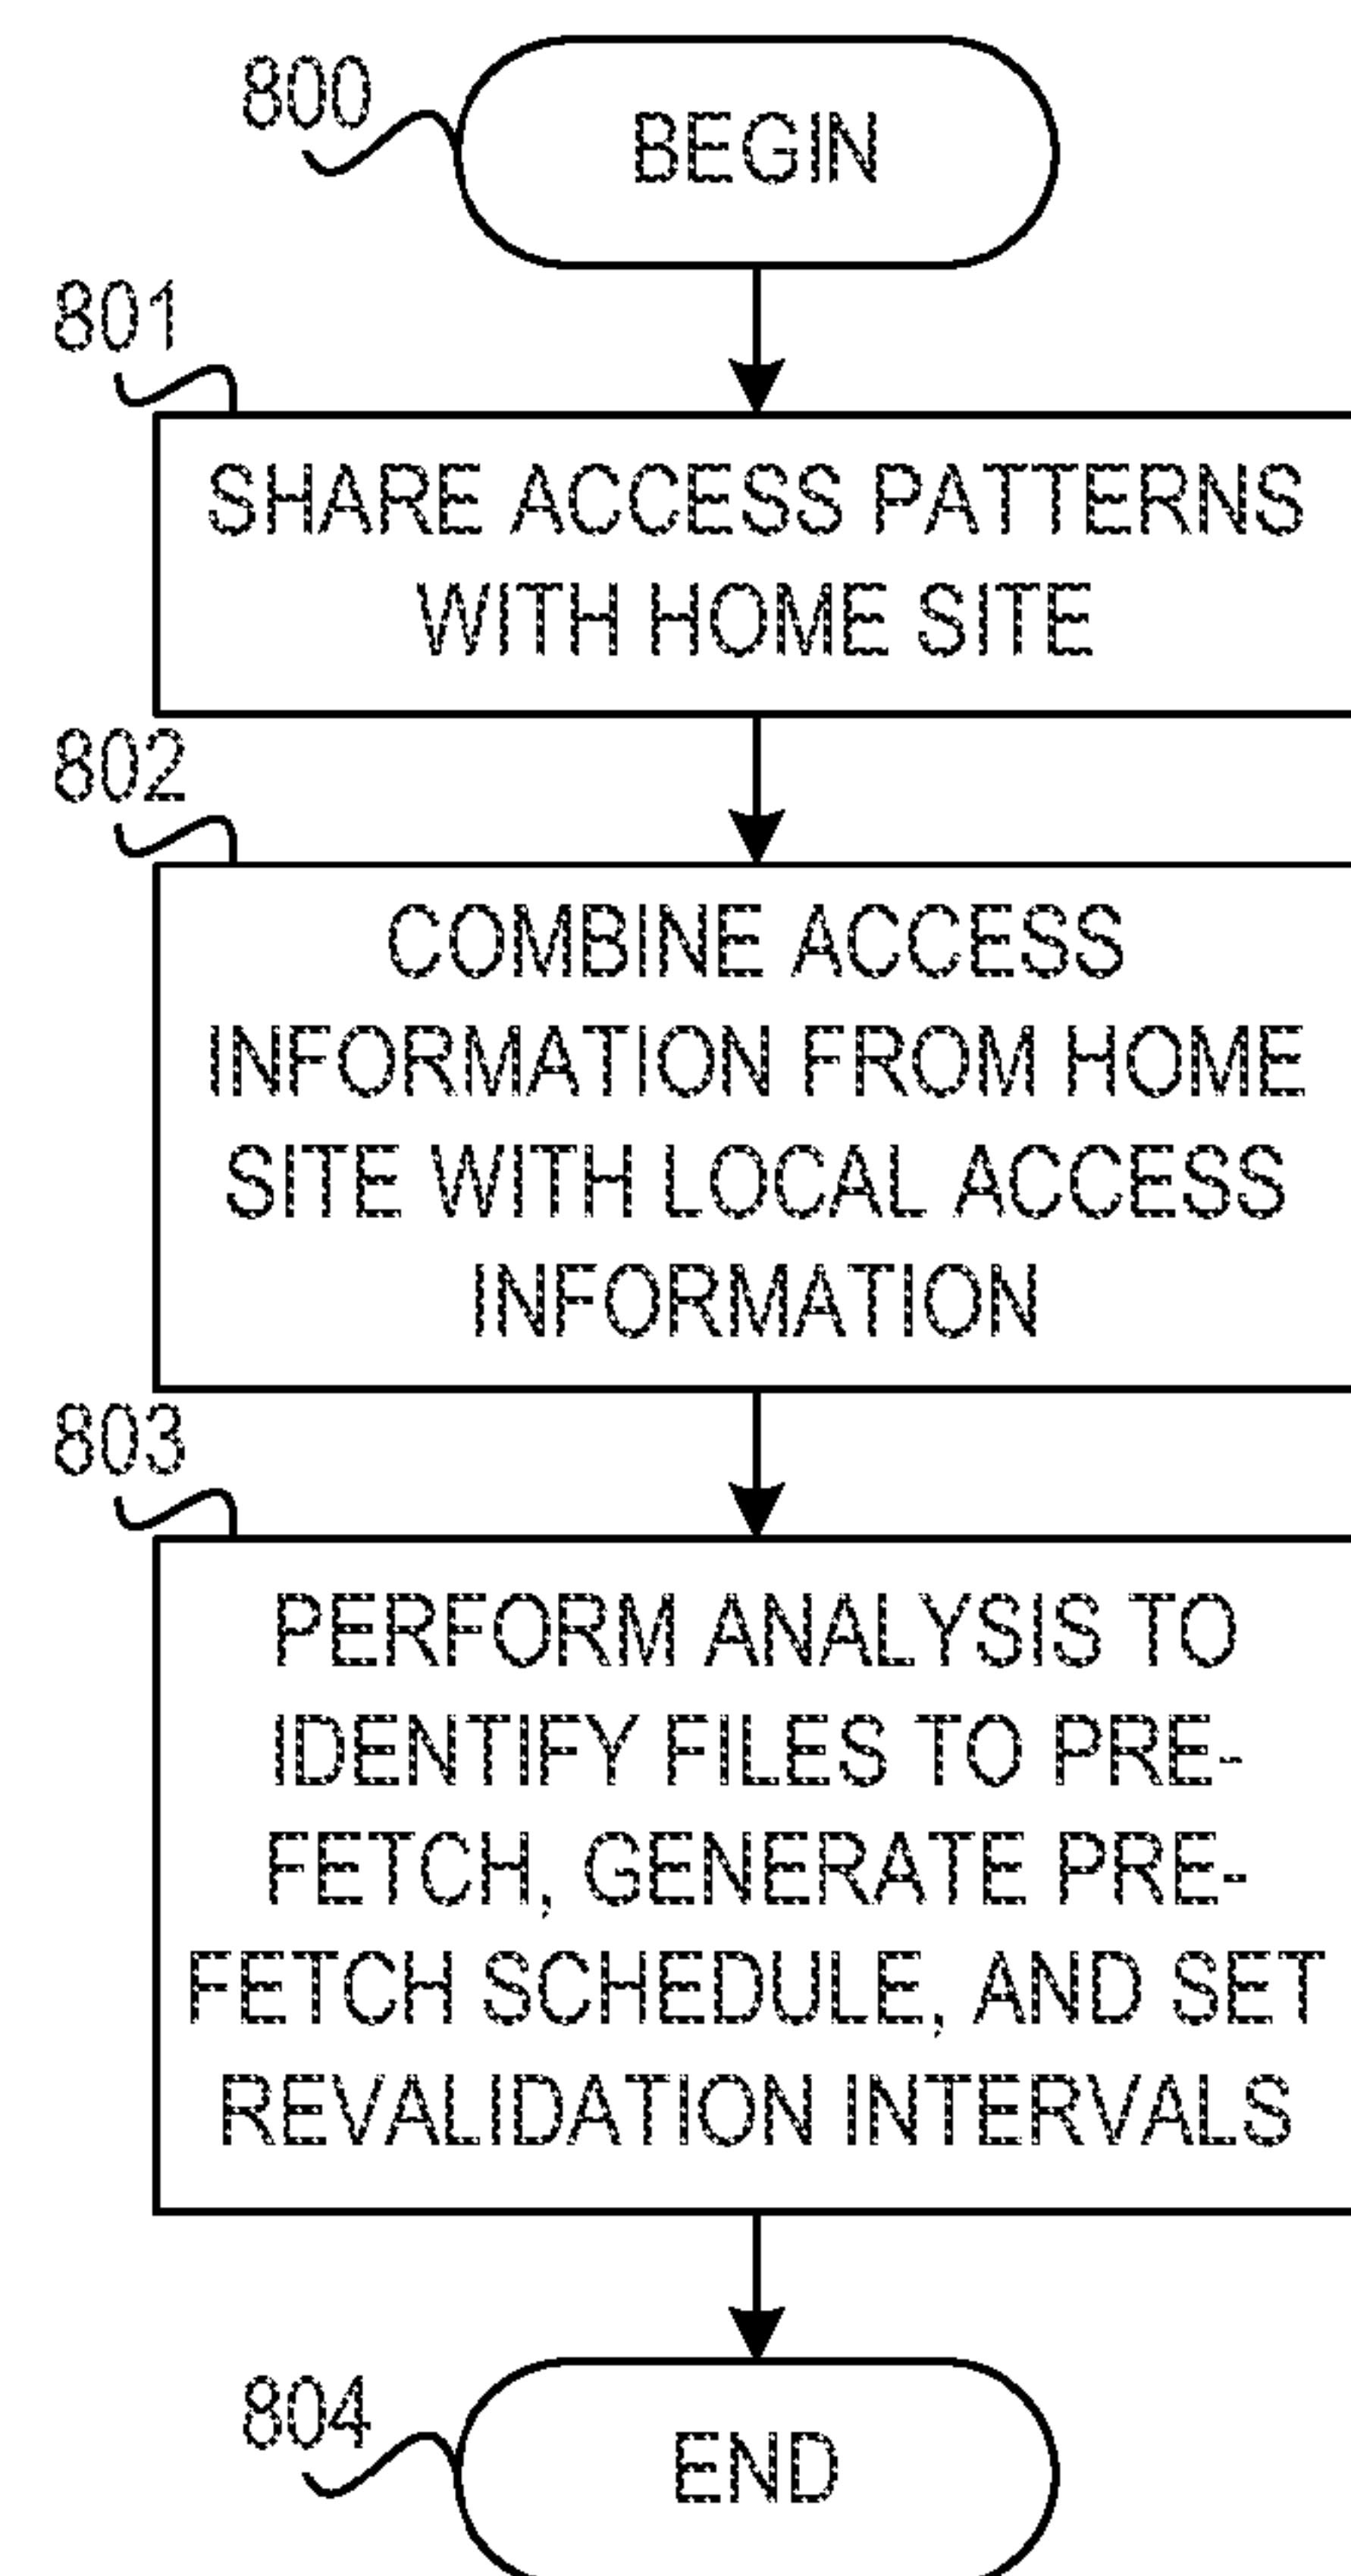 800
BEGIN
801
SHARE ACCESS PATTERNS
WITH HOME SITE
802
COMBINE ACCESS
INFORMATION FROM HOME
SITE WITH LOCAL ACCESS
INFORMATION
803
PERFORM ANALYSIS TO
IDENTIFY FILES TO PRE-
FETCH, GENERATE PRE-
FETCH SCHEDULE, AND SET
REVALIDATION INTERVALS
804
END